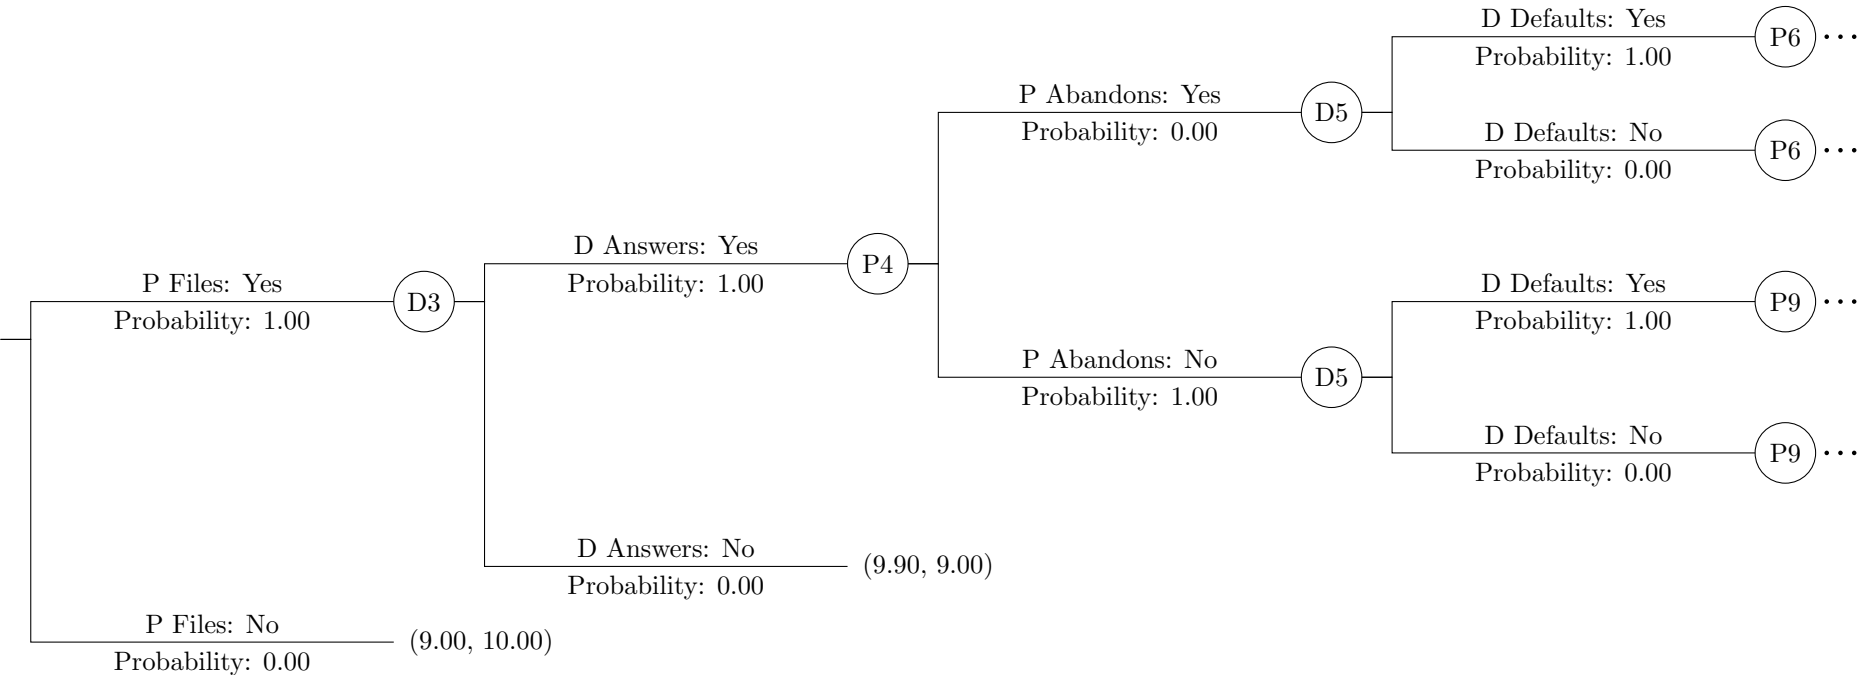 D Defaults: Yes
Probability: 1.00
P6 ...
P Abandons: Yes
Probability: 0.00
D5
D Defaults: No
Probability: 0.00
P6 ...
D Answers: Yes
Probability: 1.00
P4
P Files: Yes
Probability: 1.00
D3
D Defaults: Yes
Probability: 1.00
P9 ...
P Abandons: No
Probability: 1.00
D5
D Defaults: No
Probability: 0.00
P9 ...
D Answers: No
Probability: 0.00
(9.90, 9.00)
P Files: No
Probability: 0.00
(9.00, 10.00)